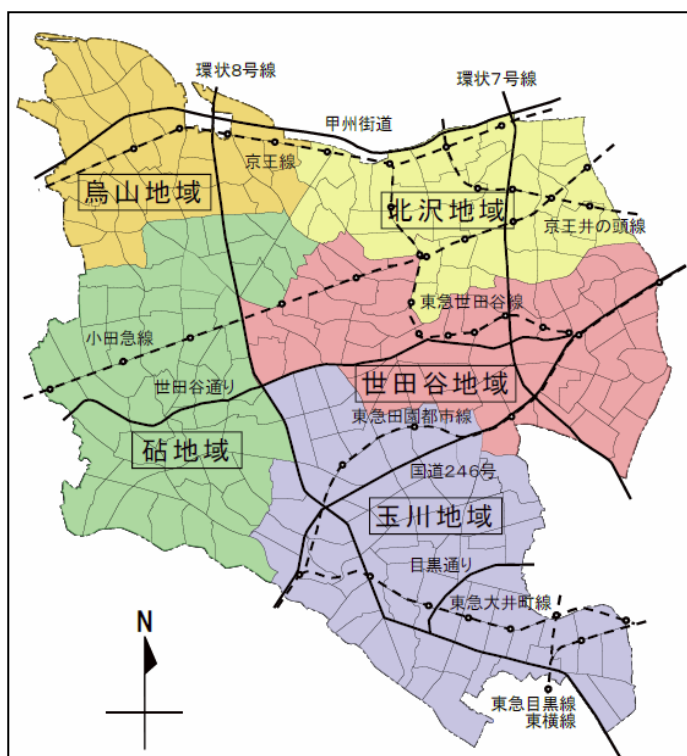 環状8号線
環状7号線
甲州街道
京王線
烏山地域
北沢地域
京王井の頭線
東急世田谷線
小田急線
世田谷通り
世田谷地域
東急田園都市線
砧地域
国道246号
玉川地域
目黒通り
東急大井町線
N
東急目黒線
東横線